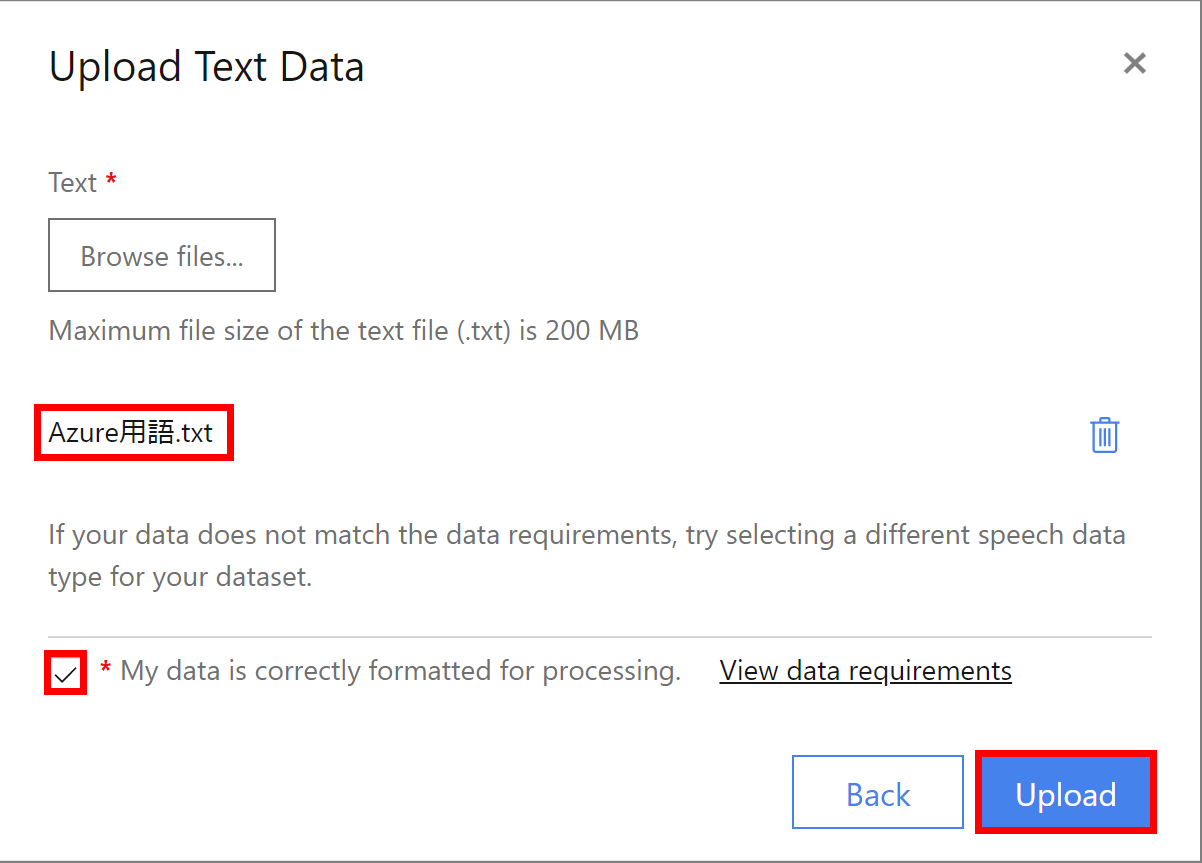 Upload Text Data
Text *
Browse files...
Maximum file size of the text file (.txt) is 200 MB
Azure用語.txt
If your data does not match the data requirements, try selecting a different speech data
type for your dataset.
* My data is correctly formatted for processing. View data requirements
Back Upload